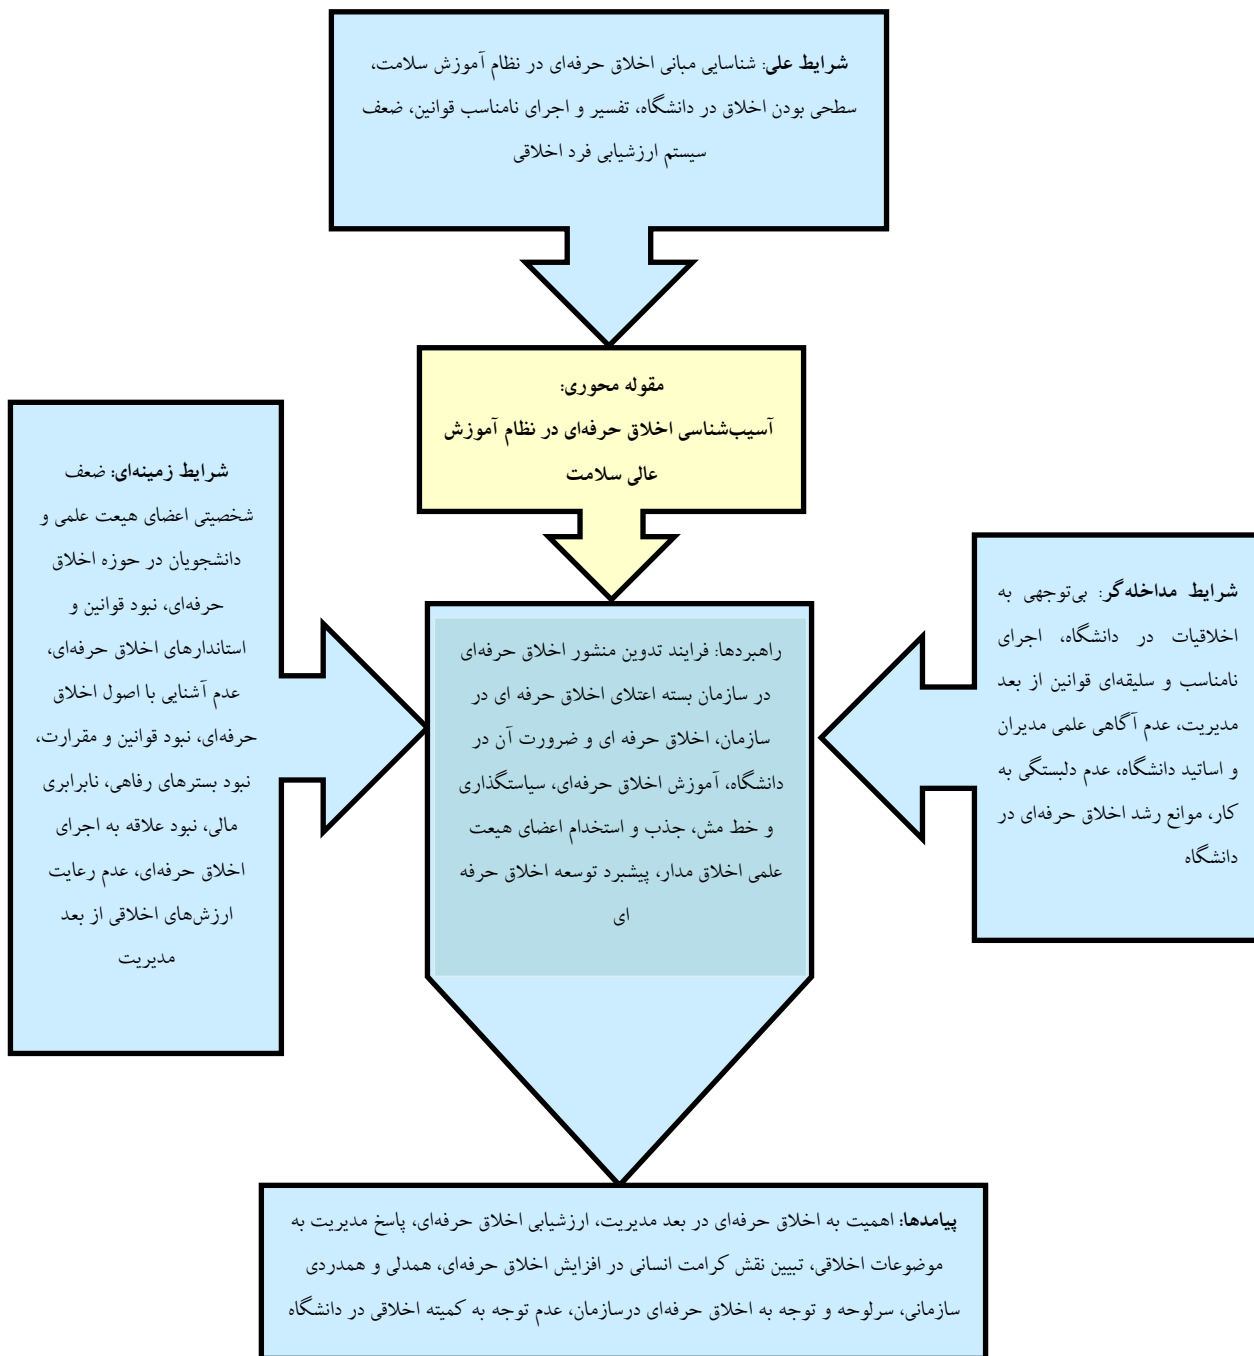 شرایط علی: شناسایی مبانی اخلاق حرفه‌ای در نظام آموزش سلامت،
سطحی بودن اخلاق در دانشگاه، تفسیر و اجرای نامناسب قوانین، ضعف
سیستم ارزشیابی فرد اخلاقی
مقوله محوری:
آسیب‌شناسی اخلاق حرفه‌ای در نظام آموزش
عالی سلامت
شرایط زمینه‌ای: ضعف
شخصیتی اعضای هیعت علمی و
دانشجویان در حوزه اخلاق
حرفه‌ای، نبود قوانین و
استاندارهای اخلاق حرفه‌ای،
عدم آشنایی با اصول اخلاق
حرفه‌ای، نبود قوانین و مقرارت،
نبود بسترهای رفاهی، نابرابری
مالی، نبود علاقه به اجرای
اخلاق حرفه‌ای، عدم رعایت
ارزش‌های اخلاقی از بعد
مدیریت
شرایط مداخله‌گر: بی‌توجهی به
اخلاقیات در دانشگاه، اجرای
نامناسب و سلیقه‌ای قوانین از بعد
مدیریت، عدم آگاهی علمی مدیران
و اساتید دانشگاه، عدم دلبستگی به
کار، موانع رشد اخلاق حرفه‌ای در
دانشگاه
راهبردها: فرایند تدوین منشور اخلاق حرفه‌ای
در سازمان بسته اعتلای اخلاق حرفه ای در
سازمان، اخلاق حرفه ای و ضرورت آن در
دانشگاه، آموزش اخلاق حرفه‌ای، سیاستگذاری
و خط مش، جذب و استخدام اعضای هیعت
علمی اخلاق مدار، پیشبرد توسعه اخلاق حرفه
ای
پیامدها: اهمیت به اخلاق حرفه‌ای در بعد مدیریت، ارزشیابی اخلاق حرفه‌ای، پاسخ مدیریت به
موضوعات اخلاقی، تبیین نقش کرامت انسانی در افزایش اخلاق حرفه‌ای، همدلی و همدردی
سازمانی، سرلوحه و توجه به اخلاق حرفه‌ای درسازمان، عدم توجه به کمیته اخلاقی در دانشگاه